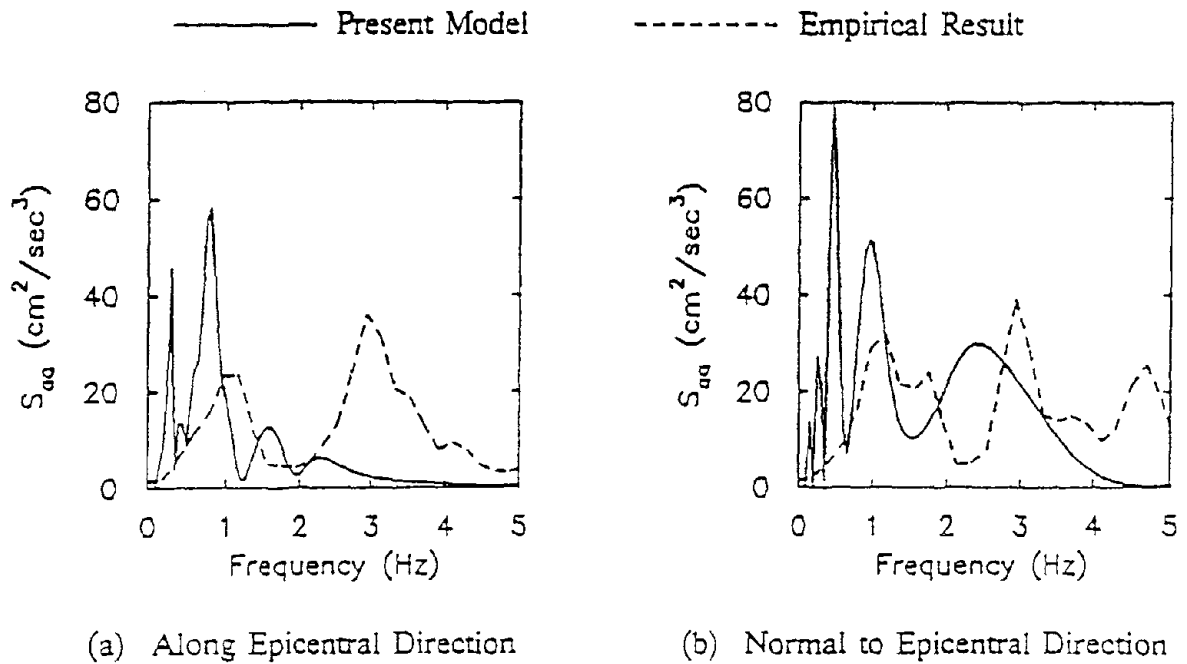 Present Model
Empirical Result
80
60
40
20
0
S_aa (cm²/sec³)
0 1 2 3 4 5
Frequency (Hz)
80
60
40
20
0
S_aa (cm²/sec³)
0 1 2 3 4 5
Frequency (Hz)
(a) Along Epicentral Direction
(b) Normal to Epicentral Direction